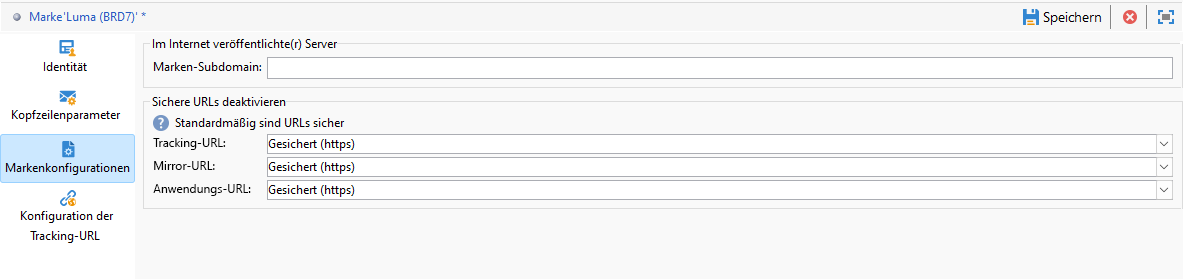 Marke'Luma (BRD7)' *
Speichern
Identität
Kopfzeilenparameter
Markenkonfigurationen
Konfiguration der
Tracking-URL
Im Internet veröffentlichte(r) Server
Marken-Subdomain:
Sichere URLs deaktivieren
? Standardmäßig sind URLs sicher
Tracking-URL: Gesichert (https)
Mirror-URL: Gesichert (https)
Anwendungs-URL: Gesichert (https)